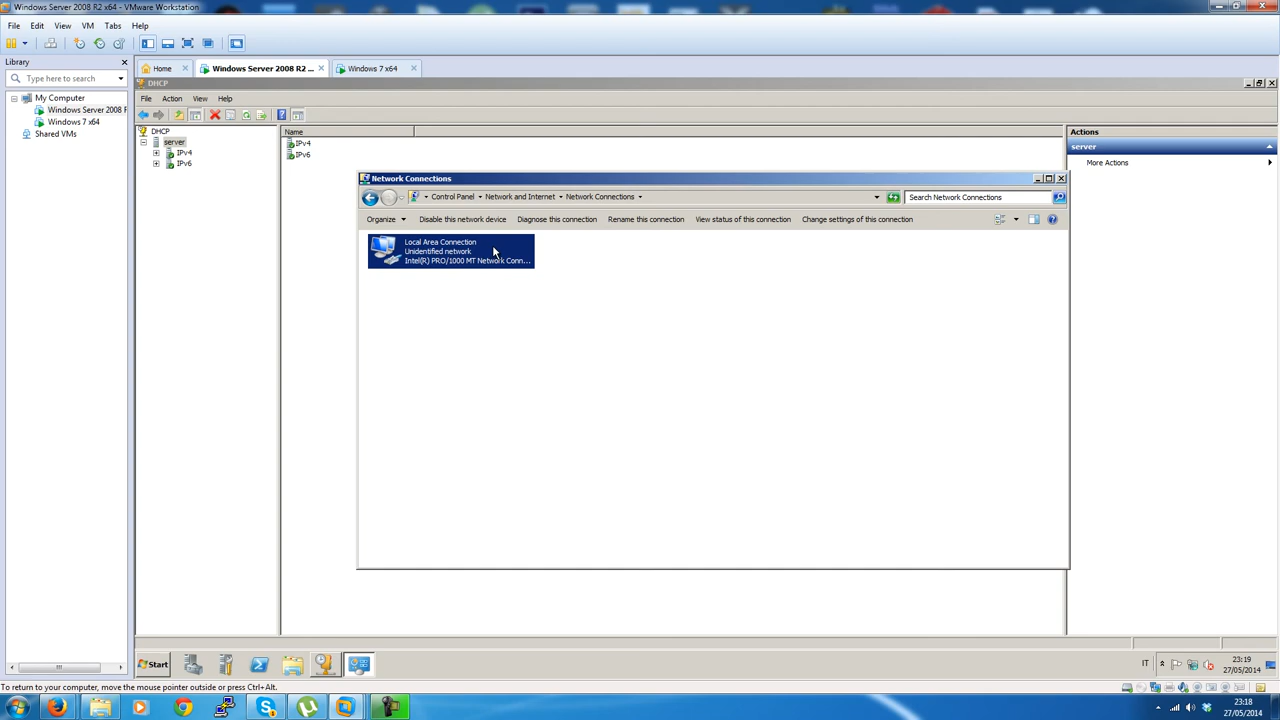 Windows Server 2008 R2 x64 - VMware Workstation
File Edit View VM Tabs Help
Library
Type here to search
My Computer
Windows Server 2008 R
Windows 7 x64
Shared VMs
Home
Windows Server 2008 R2 ...
Windows 7 x64
DHCP
File Action View Help
DHCP
server
IPv4
IPv6
Name
IPv4
IPv6
Actions
server
More Actions
Network Connections
Control Panel Network and Internet Network Connections
Search Network Connections
Organize Disable this network device Diagnose this connection Rename this connection View status of this connection Change settings of this connection
Local Area Connection
Unidentified network
Intel(R) PRO/1000 MT Network Conn...
Start
IT
23:19
27/05/2014
To return to your computer, move the mouse pointer outside or press Ctrl+Alt.
23:18
27/05/2014